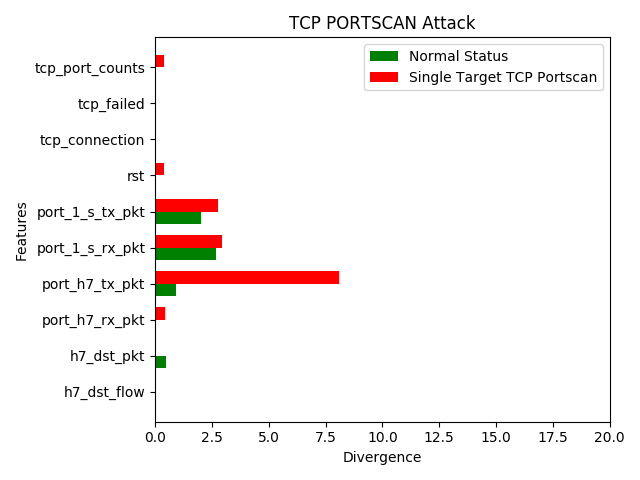 TCP PORTSCAN Attack
Normal Status
Single Target TCP Portscan
tcp_port_counts
tcp_failed
tcp_connection
rst
port_1_s_tx_pkt
port_1_s_rx_pkt
port_h7_tx_pkt
port_h7_rx_pkt
h7_dst_pkt
h7_dst_flow
Features
0.0 2.5 5.0 7.5 10.0 12.5 15.0 17.5 20.0
Divergence